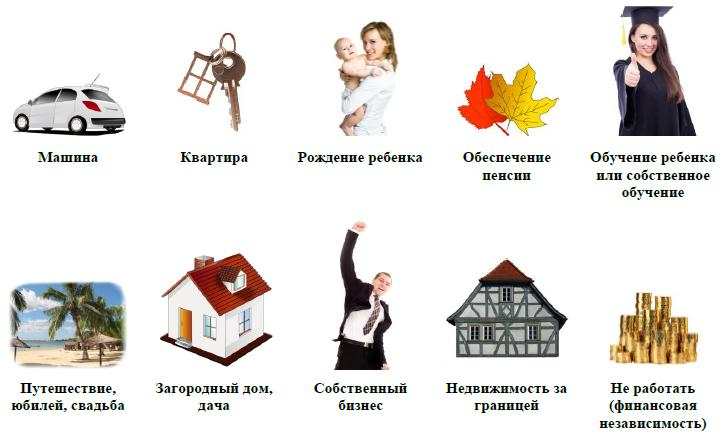 Машина
Квартира
Рождение ребенка
Обеспечение
пенсии
Обучение ребенка
или собственное
обучение
Путешествие,
юбилей, свадьба
Загородный дом,
дача
Собственный
бизнес
Недвижимость за
границей
Не работать
(финансовая
независимость)